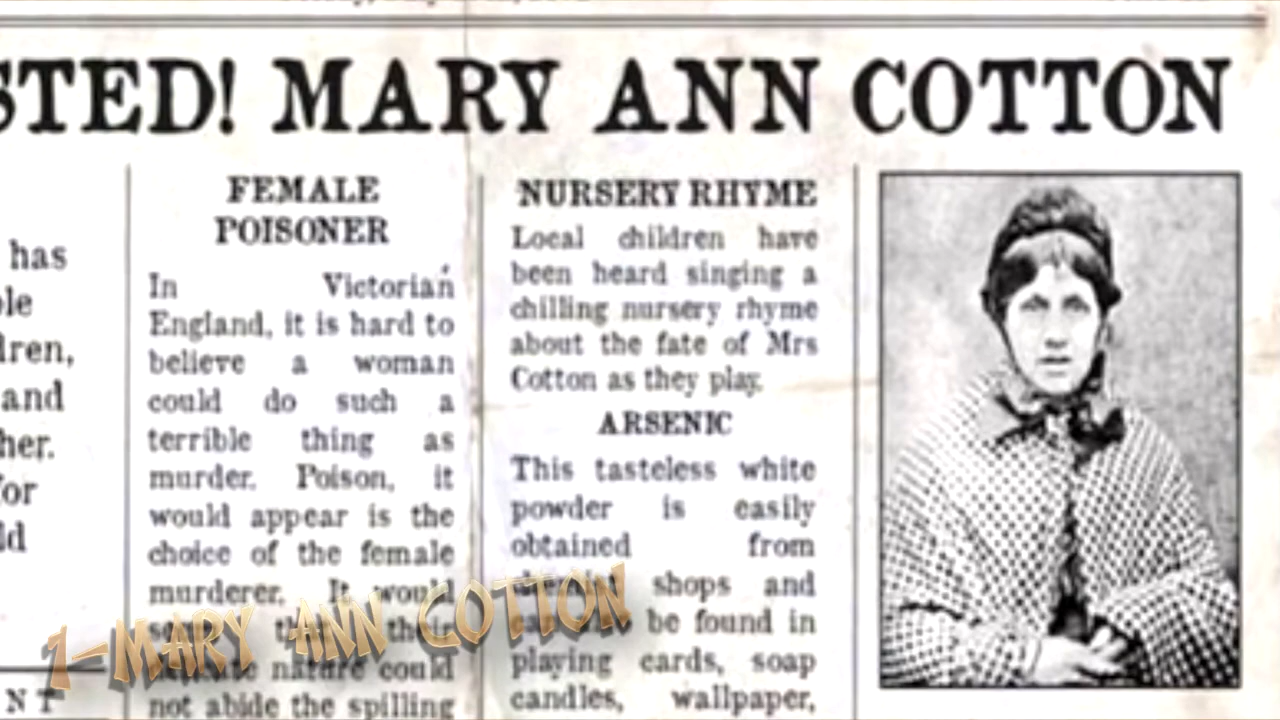 STED! MARY ANN COTTON
has
ple
dren,
and
her.
for
ld
NT
FEMALE
POISONER
In Victorian
England, it is hard to
believe a woman
could do such a
terrible thing as
murder. Poison, it
would appear is the
choice of the female
murderer. It would
their
nature could
not abide the spilling
NURSERY RHYME
Local children have
been heard singing a
chilling nursery rhyme
about the fate of Mrs
Cotton as they play.
ARSENIC
This tasteless white
powder is easily
obtained from
shops and
be found in
playing cards, soap
candles, wallpaper,
1-MARY ANN COTTON